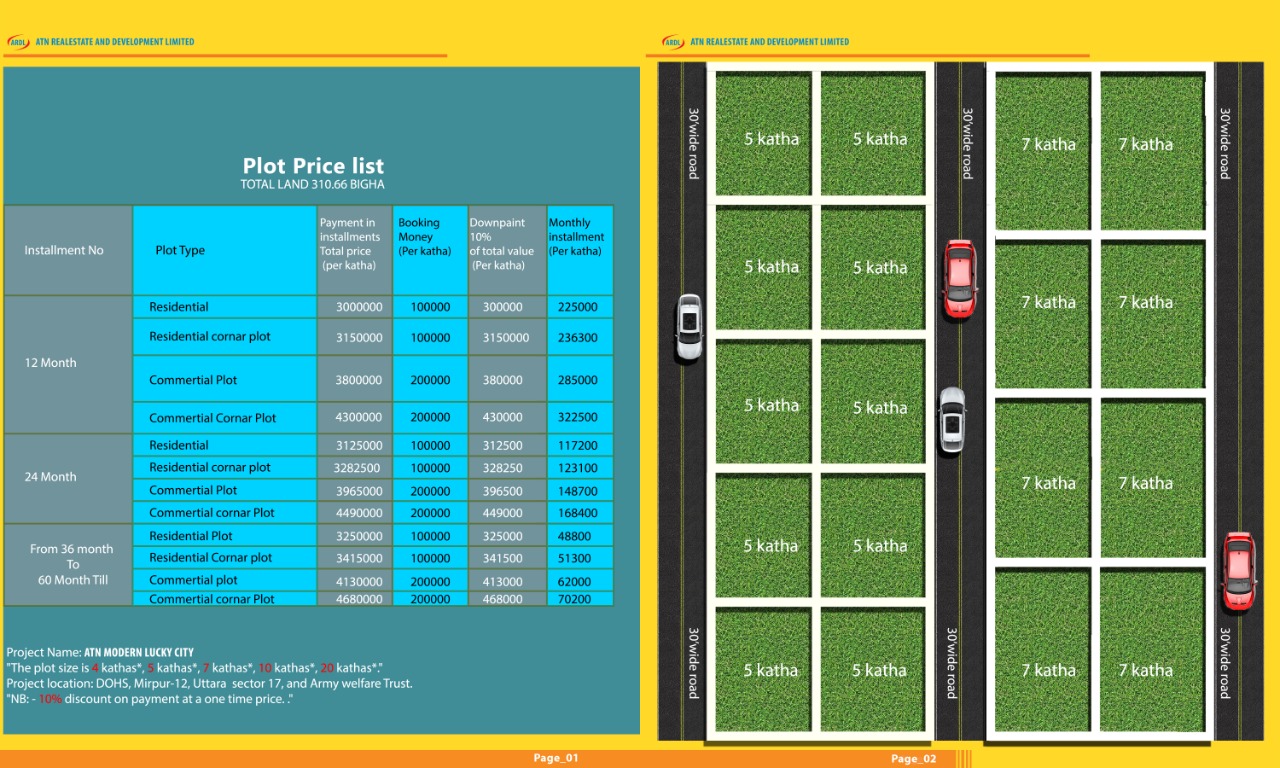 ARDL ATN REALESTATE AND DEVELOPMENT LIMITED
Plot Price list
TOTAL LAND 310.66 BIGHA
Installment No
Plot Type
Payment in
installments
Total price
(per katha)
Booking
Money
(Per katha)
Downpaint
10%
of total value
(Per katha)
Monthly
installment
(Per katha)
12 Month
Residential 3000000 100000 300000 225000
Residential cornar plot 3150000 100000 3150000 236300
Commertial Plot 3800000 200000 380000 285000
Commertial Cornar Plot 4300000 200000 430000 322500
24 Month
Residential 3125000 100000 312500 117200
Residential cornar plot 3282500 100000 328250 123100
Commertial Plot 3965000 200000 396500 148700
Commertial cornar Plot 4490000 200000 449000 168400
From 36 month
To
60 Month Till
Residential Plot 3250000 100000 325000 48800
Residential Cornar plot 3415000 100000 341500 51300
Commertial plot 4130000 200000 413000 62000
Commertial cornar Plot 4680000 200000 468000 70200
Project Name: ATN MODERN LUCKY CITY
"The plot size is 4 kathas*, 5 kathas*, 7 kathas*, 10 kathas*, 20 kathas*."
Project location: DOHS, Mirpur-12, Uttara sector 17, and Army welfare Trust.
"NB: - 10% discount on payment at a one time price. ."
Page_01
ARDL ATN REALESTATE AND DEVELOPMENT LIMITED
30'wide road
5 katha 5 katha
30'wide road
7 katha 7 katha
30'wide road
5 katha 5 katha
7 katha 7 katha
5 katha 5 katha
7 katha 7 katha
5 katha 5 katha
30'wide road
5 katha 5 katha
30'wide road
7 katha 7 katha
30'wide road
Page_02